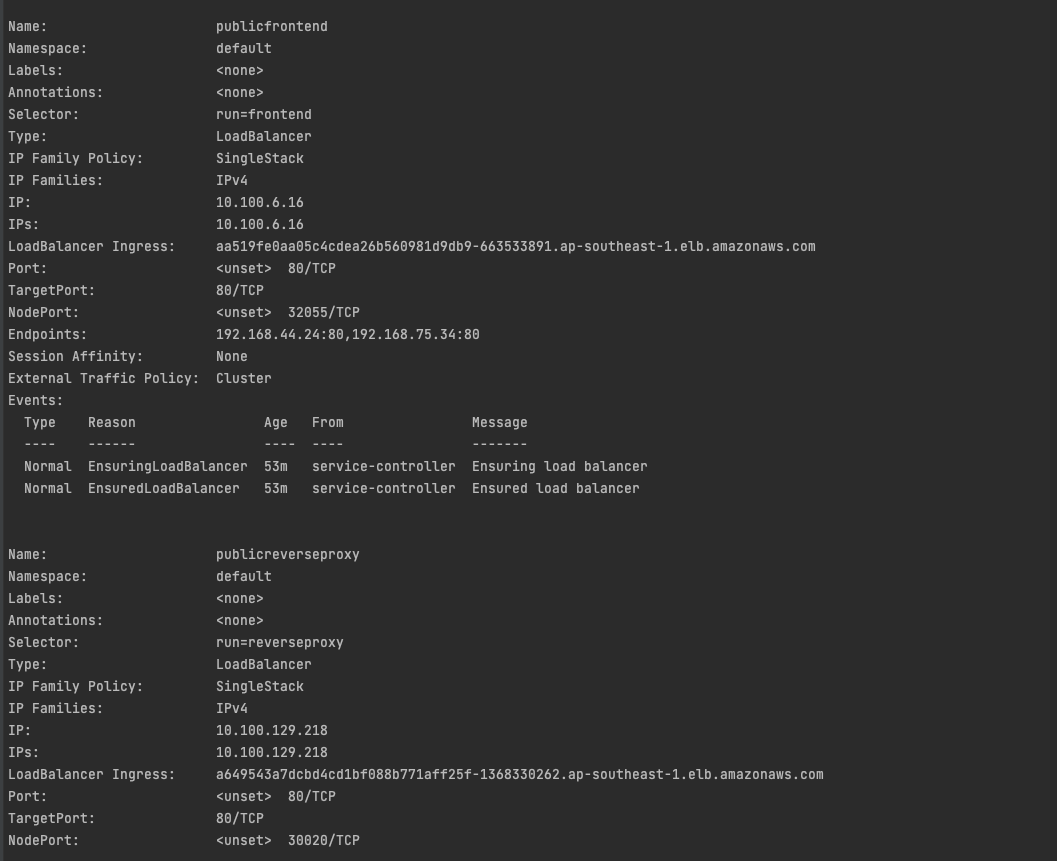 Name:                     publicfrontend
Namespace:                default
Labels:                   <none>
Annotations:              <none>
Selector:                 run=frontend
Type:                     LoadBalancer
IP Family Policy:         SingleStack
IP Families:              IPv4
IP:                       10.100.6.16
IPs:                      10.100.6.16
LoadBalancer Ingress:     aa519fe0aa05c4cdea26b560981d9db9-663533891.ap-southeast-1.elb.amazonaws.com
Port:                     <unset>  80/TCP
TargetPort:               80/TCP
NodePort:                 <unset>  32055/TCP
Endpoints:                192.168.44.24:80,192.168.75.34:80
Session Affinity:         None
External Traffic Policy:  Cluster
Events:
  Type    Reason                Age   From                Message
  ----    ------                ----  ----                -------
  Normal  EnsuringLoadBalancer  53m   service-controller  Ensuring load balancer
  Normal  EnsuredLoadBalancer   53m   service-controller  Ensured load balancer
Name:                     publicreverseproxy
Namespace:                default
Labels:                   <none>
Annotations:              <none>
Selector:                 run=reverseproxy
Type:                     LoadBalancer
IP Family Policy:         SingleStack
IP Families:              IPv4
IP:                       10.100.129.218
IPs:                      10.100.129.218
LoadBalancer Ingress:     a649543a7dcbd4cd1bf088b771aff25f-1368330262.ap-southeast-1.elb.amazonaws.com
Port:                     <unset>  80/TCP
TargetPort:               80/TCP
NodePort:                 <unset>  30020/TCP